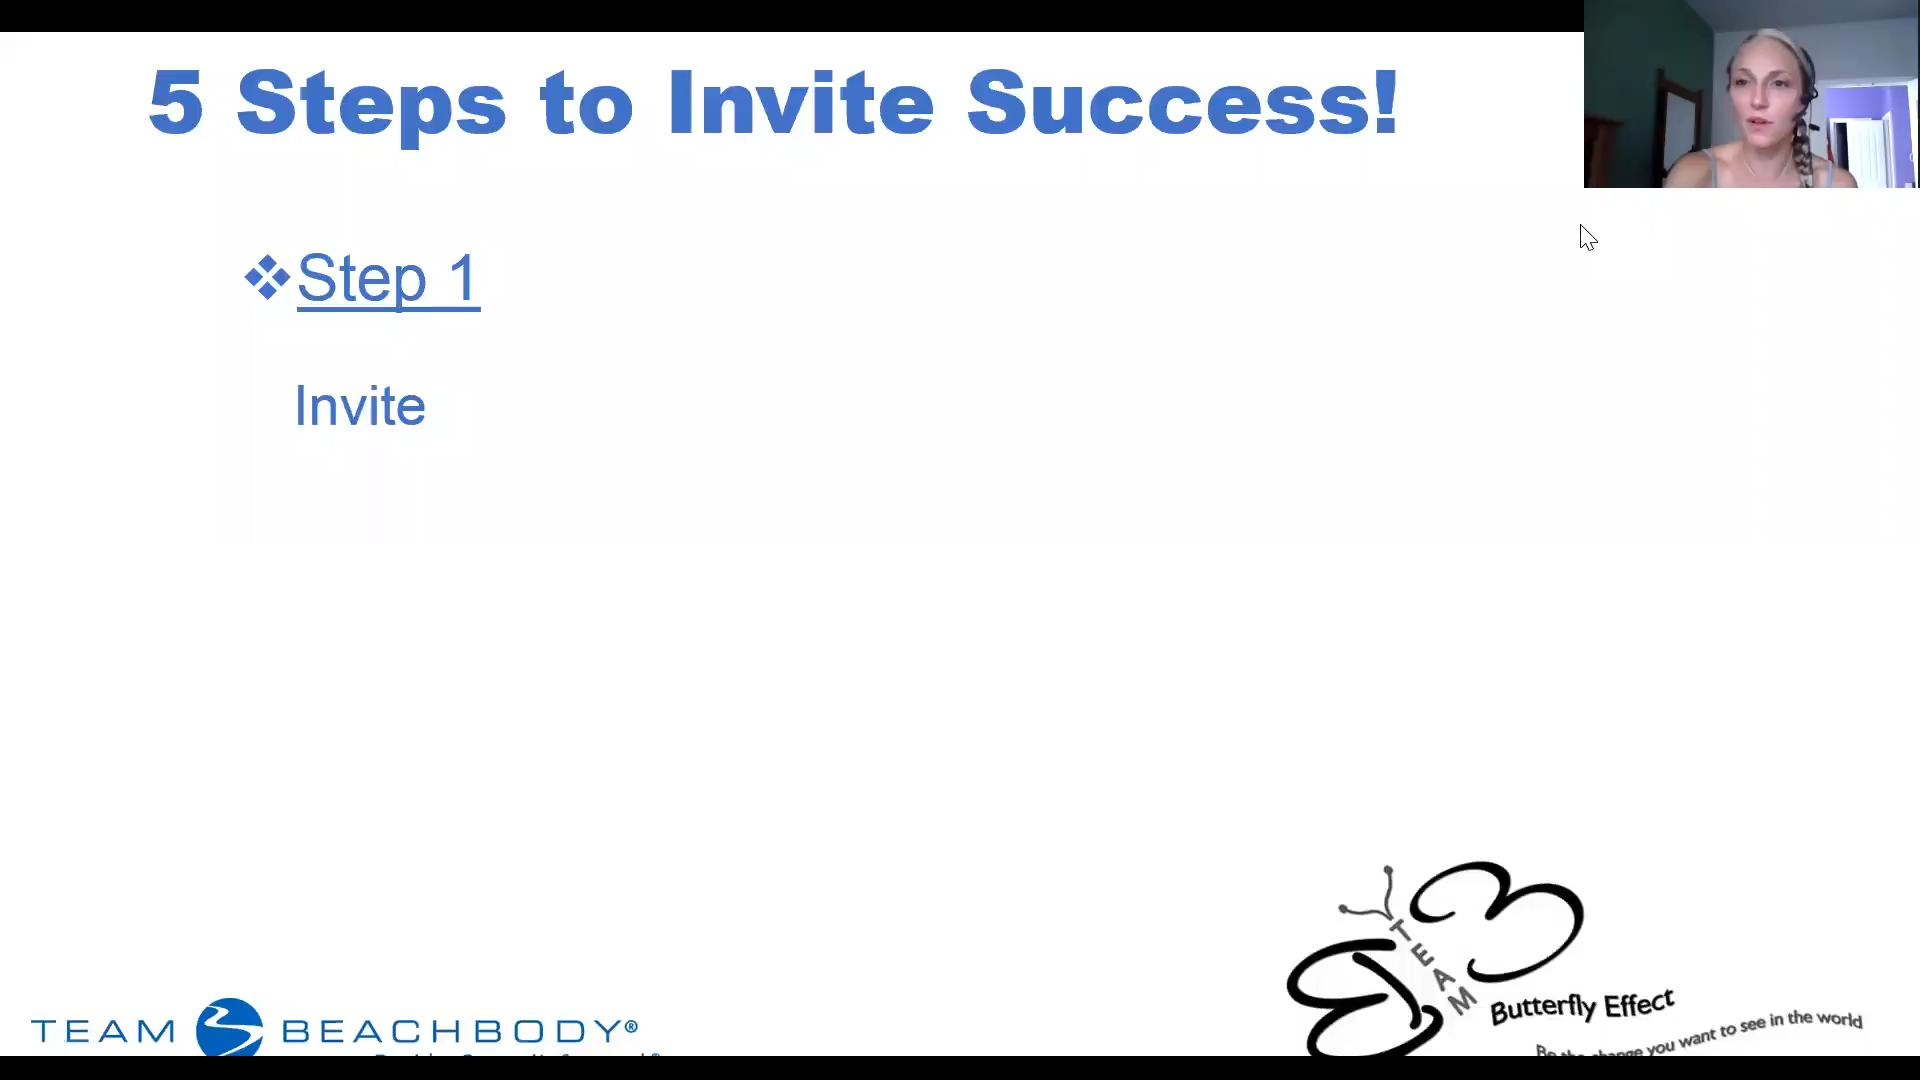 5 Steps to Invite Success!
❖Step 1
Invite
TEAM BEACHBODY®
TEAM
Butterfly Effect
Be the change you want to see in the world